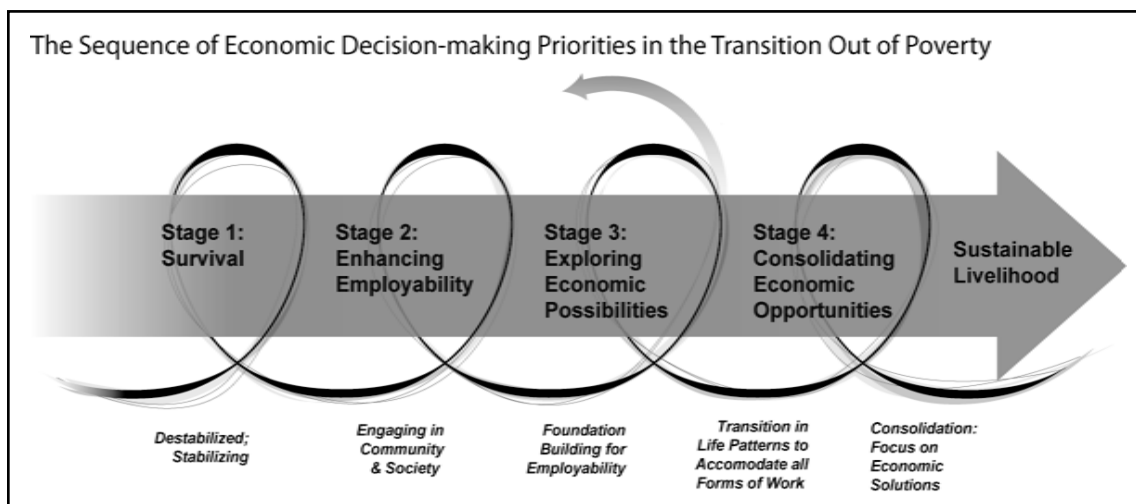 The Sequence of Economic Decision-making Priorities in the Transition Out of Poverty
Stage 1:
Survival
Stage 2:
Enhancing
Employability
Stage 3:
Exploring
Economic
Possibilities
Stage 4:
Consolidating
Economic
Opportunities
Sustainable
Livelihood
Destabilized;
Stabilizing
Engaging in
Community
& Society
Foundation
Building for
Employability
Transition in
Life Patterns to
Accomodate all
Forms of Work
Consolidation:
Focus on
Economic
Solutions